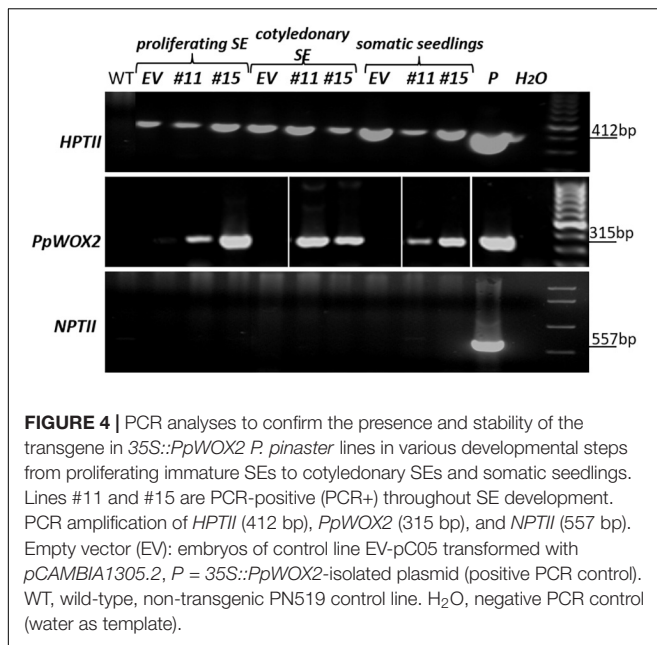 proliferating SE cotyledonary SE somatic seedlings
WT EV #11 #15 EV #11 #15 EV #11 #15 P H2O
HPTII 412bp
PpWOX2 315bp
NPTII 557bp
FIGURE 4 | PCR analyses to confirm the presence and stability of the
transgene in 35S::PpWOX2 P. pinaster lines in various developmental steps
from proliferating immature SEs to cotyledonary SEs and somatic seedlings.
Lines #11 and #15 are PCR-positive (PCR+) throughout SE development.
PCR amplification of HPTII (412 bp), PpWOX2 (315 bp), and NPTII (557 bp).
Empty vector (EV): embryos of control line EV-pC05 transformed with
pCAMBIA1305.2, P = 35S::PpWOX2-isolated plasmid (positive PCR control).
WT, wild-type, non-transgenic PN519 control line. H₂O, negative PCR control
(water as template).